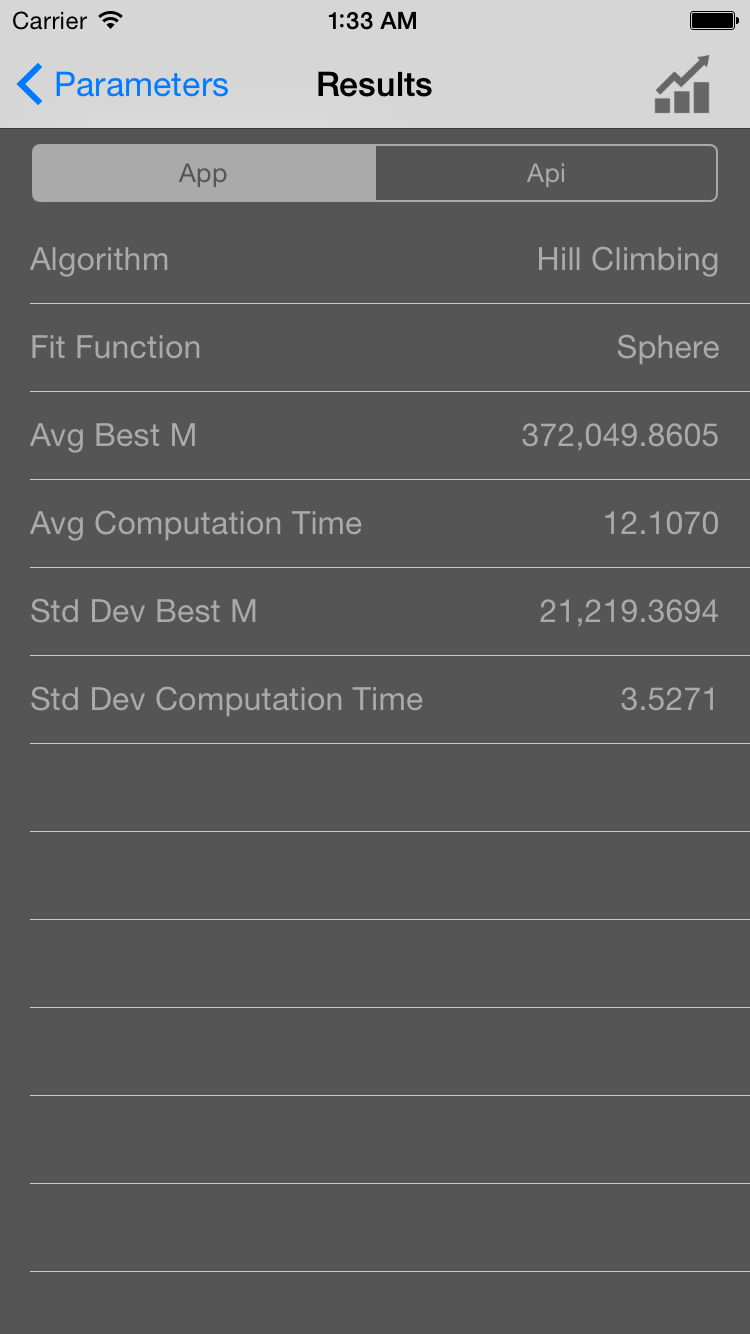 Carrier 1:33 AM
Parameters Results
App Api
Algorithm Hill Climbing
Fit Function Sphere
Avg Best M 372,049.8605
Avg Computation Time 12.1070
Std Dev Best M 21,219.3694
Std Dev Computation Time 3.5271